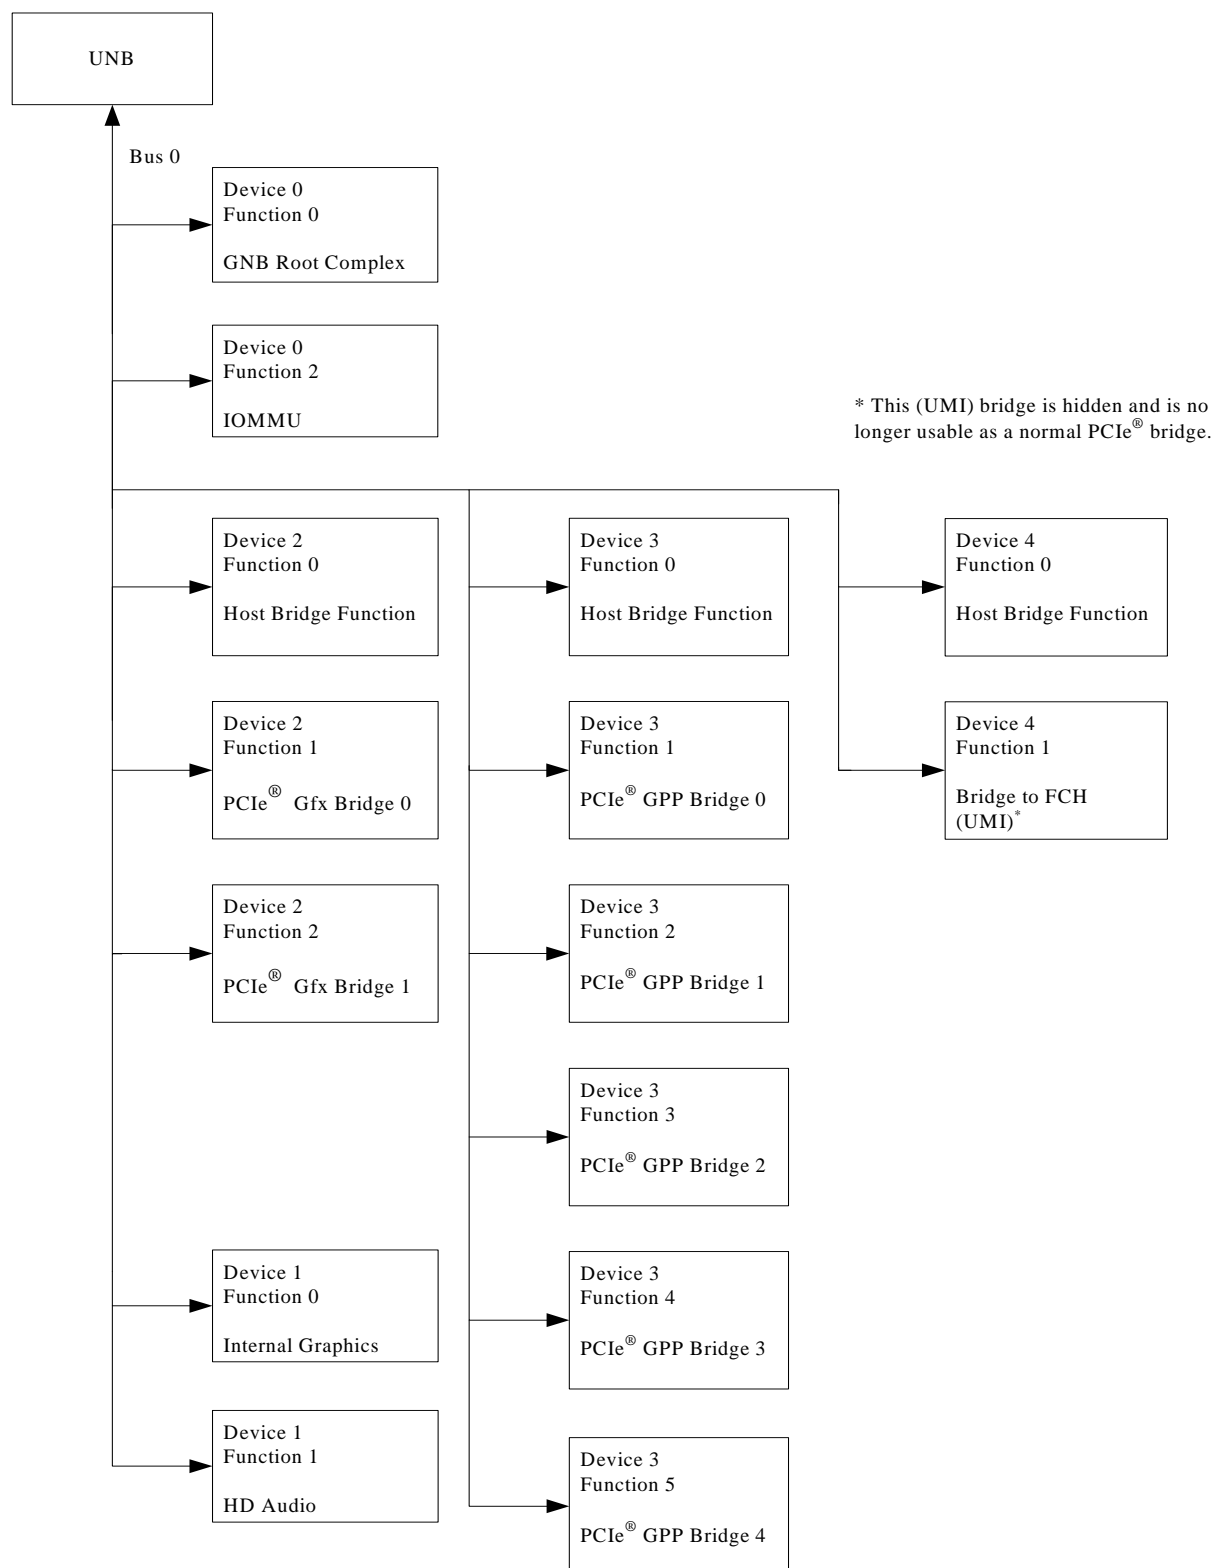 UNB
Bus 0
Device 0
Function 0
GNB Root Complex
Device 0
Function 2
IOMMU
* This (UMI) bridge is hidden and is no
longer usable as a normal PCIe® bridge.
Device 2
Function 0
Host Bridge Function
Device 3
Function 0
Host Bridge Function
Device 4
Function 0
Host Bridge Function
Device 2
Function 1
PCIe® Gfx Bridge 0
Device 3
Function 1
PCIe® GPP Bridge 0
Device 4
Function 1
Bridge to FCH
(UMI)*
Device 2
Function 2
PCIe® Gfx Bridge 1
Device 3
Function 2
PCIe® GPP Bridge 1
Device 3
Function 3
PCIe® GPP Bridge 2
Device 1
Function 0
Internal Graphics
Device 3
Function 4
PCIe® GPP Bridge 3
Device 1
Function 1
HD Audio
Device 3
Function 5
PCIe® GPP Bridge 4